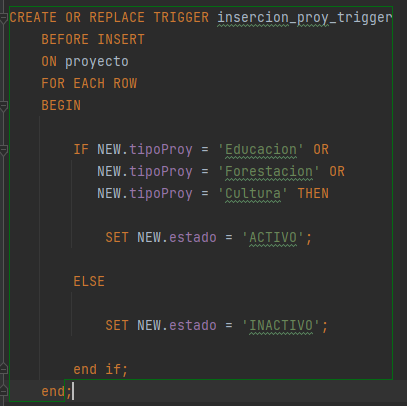 CREATE OR REPLACE TRIGGER insercion_proy_trigger
BEFORE INSERT
ON proyecto
FOR EACH ROW
BEGIN
IF NEW.tipoProy = 'Educacion' OR
NEW.tipoProy = 'Forestacion' OR
NEW.tipoProy = 'Cultura' THEN
SET NEW.estado = 'ACTIVO';
ELSE
SET NEW.estado = 'INACTIVO';
end if;
end;